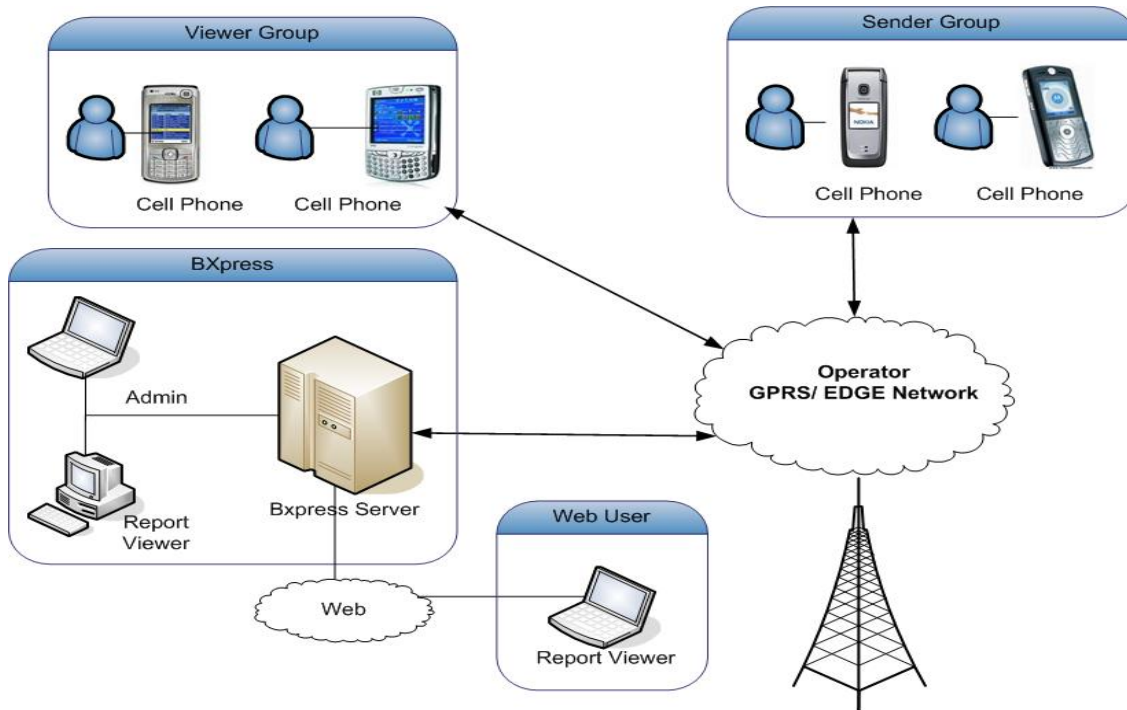 Viewer Group
Cell Phone
Cell Phone
Sender Group
NOKIA
Cell Phone
Cell Phone
BXpress
Admin
Report
Viewer
Bxpress Server
Operator
GPRS/ EDGE Network
Web User
Report Viewer
Web